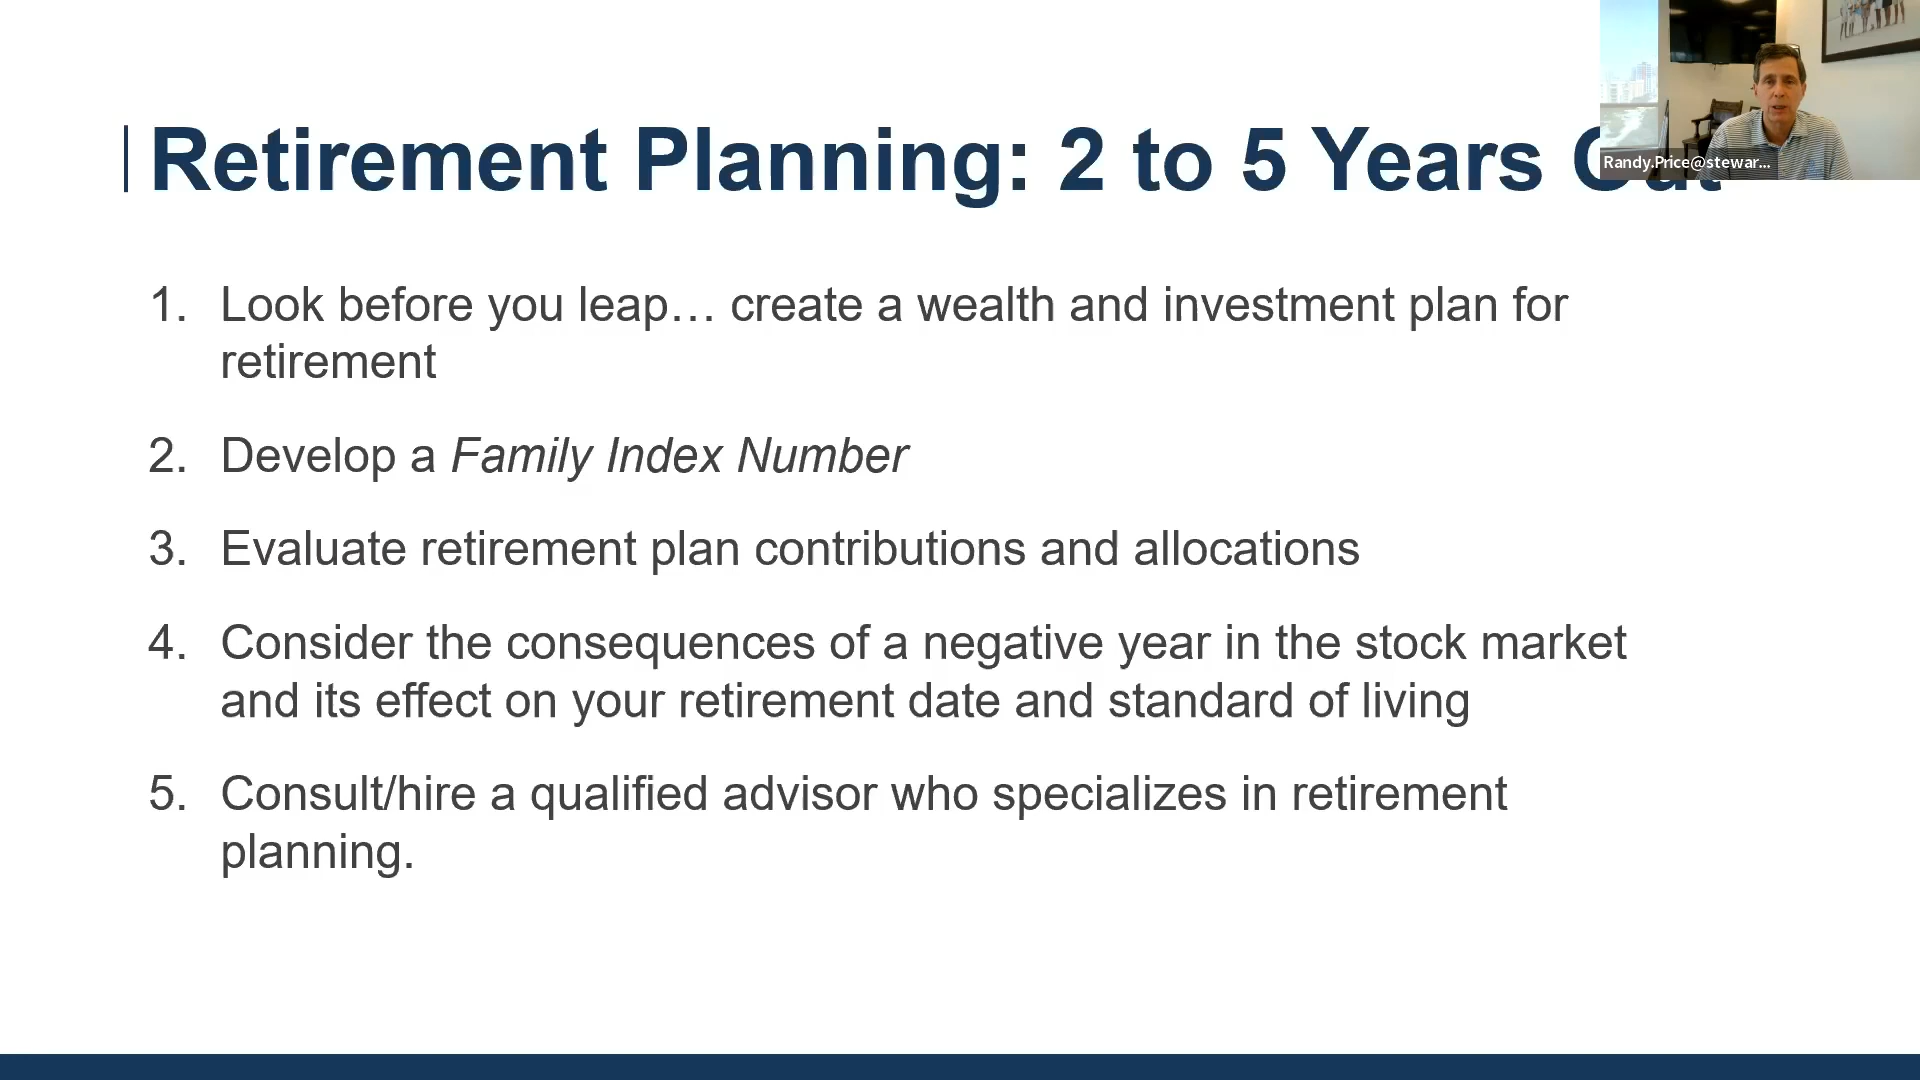 Retirement Planning: 2 to 5 Years Out
Randy.Price@stewar...
1. Look before you leap… create a wealth and investment plan for
retirement
2. Develop a Family Index Number
3. Evaluate retirement plan contributions and allocations
4. Consider the consequences of a negative year in the stock market
and its effect on your retirement date and standard of living
5. Consult/hire a qualified advisor who specializes in retirement
planning.